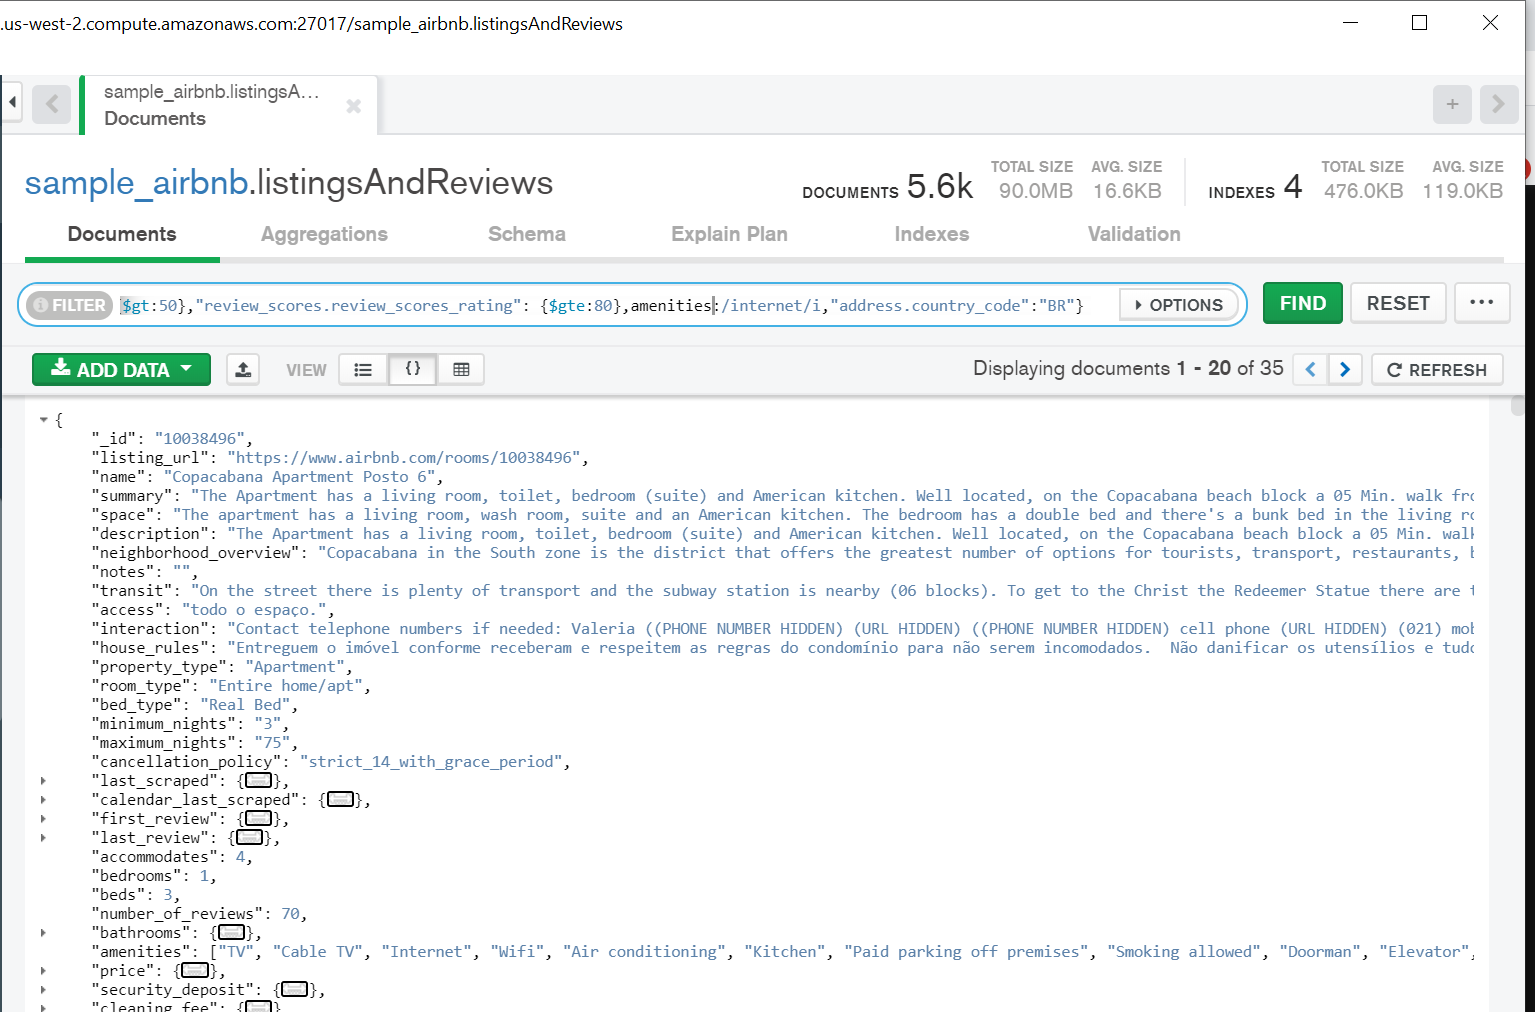 .us-west-2.compute.amazonaws.com:27017/sample_airbnb.listingsAndReviews
sample_airbnb.listingsA...
Documents
sample_airbnb.listingsAndReviews
DOCUMENTS 5.6k TOTAL SIZE 90.0MB AVG. SIZE 16.6KB INDEXES 4 TOTAL SIZE 476.0KB AVG. SIZE 119.0KB
Documents Aggregations Schema Explain Plan Indexes Validation
FILTER $gt:50},"review_scores.review_scores_rating": {$gte:80},amenities:/internet/i,"address.country_code":"BR"} OPTIONS FIND RESET ...
ADD DATA VIEW {} Displaying documents 1 - 20 of 35 REFRESH
{
"_id": "10038496",
"listing_url": "https://www.airbnb.com/rooms/10038496",
"name": "Copacabana Apartment Posto 6",
"summary": "The Apartment has a living room, toilet, bedroom (suite) and American kitchen. Well located, on the Copacabana beach block a 05 Min. walk fro
"space": "The apartment has a living room, wash room, suite and an American kitchen. The bedroom has a double bed and there's a bunk bed in the living ro
"description": "The Apartment has a living room, toilet, bedroom (suite) and American kitchen. Well located, on the Copacabana beach block a 05 Min. walk
"neighborhood_overview": "Copacabana in the South zone is the district that offers the greatest number of options for tourists, transport, restaurants, b
"notes": "",
"transit": "On the street there is plenty of transport and the subway station is nearby (06 blocks). To get to the Christ the Redeemer Statue there are t
"access": "todo o espaço.",
"interaction": "Contact telephone numbers if needed: Valeria ((PHONE NUMBER HIDDEN) (URL HIDDEN) ((PHONE NUMBER HIDDEN) cell phone (URL HIDDEN) (021) mob
"house_rules": "Entreguem o imóvel conforme receberam e respeitem as regras do condomínio para não serem incomodados.  Não danificar os utensílios e tudo
"property_type": "Apartment",
"room_type": "Entire home/apt",
"bed_type": "Real Bed",
"minimum_nights": "3",
"maximum_nights": "75",
"cancellation_policy": "strict_14_with_grace_period",
"last_scraped": {},
"calendar_last_scraped": {},
"first_review": {},
"last_review": {},
"accommodates": 4,
"bedrooms": 1,
"beds": 3,
"number_of_reviews": 70,
"bathrooms": {},
"amenities": ["TV", "Cable TV", "Internet", "Wifi", "Air conditioning", "Kitchen", "Paid parking off premises", "Smoking allowed", "Doorman", "Elevator",
"price": {},
"security_deposit": {},
"cleaning_fee": {}